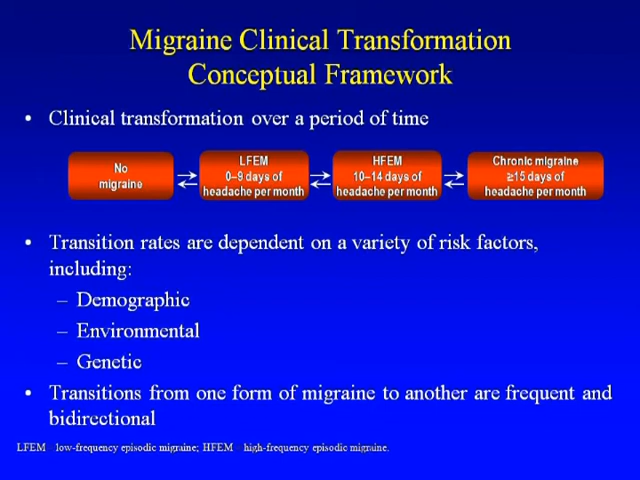 Migraine Clinical Transformation
Conceptual Framework
• Clinical transformation over a period of time
No
migraine
LFEM
0–9 days of
headache per month
HFEM
10–14 days of
headache per month
Chronic migraine
≥15 days of
headache per month
• Transition rates are dependent on a variety of risk factors,
including:
– Demographic
– Environmental
– Genetic
• Transitions from one form of migraine to another are frequent and
bidirectional
LFEM – low-frequency episodic migraine; HFEM – high-frequency episodic migraine.